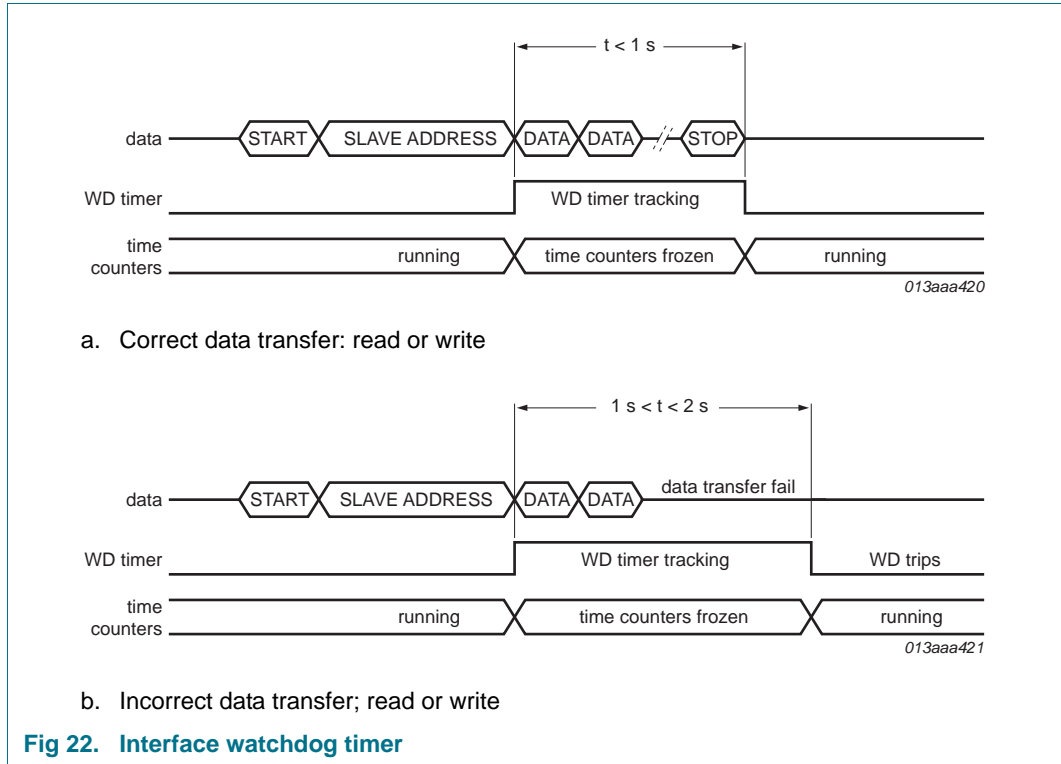 t < 1 s
data START SLAVE ADDRESS DATA DATA STOP
WD timer WD timer tracking
time
counters running time counters frozen running
013aaa420
a. Correct data transfer: read or write
1 s < t < 2 s
data START SLAVE ADDRESS DATA DATA data transfer fail
WD timer WD timer tracking WD trips
time
counters running time counters frozen running
013aaa421
b. Incorrect data transfer; read or write
Fig 22. Interface watchdog timer